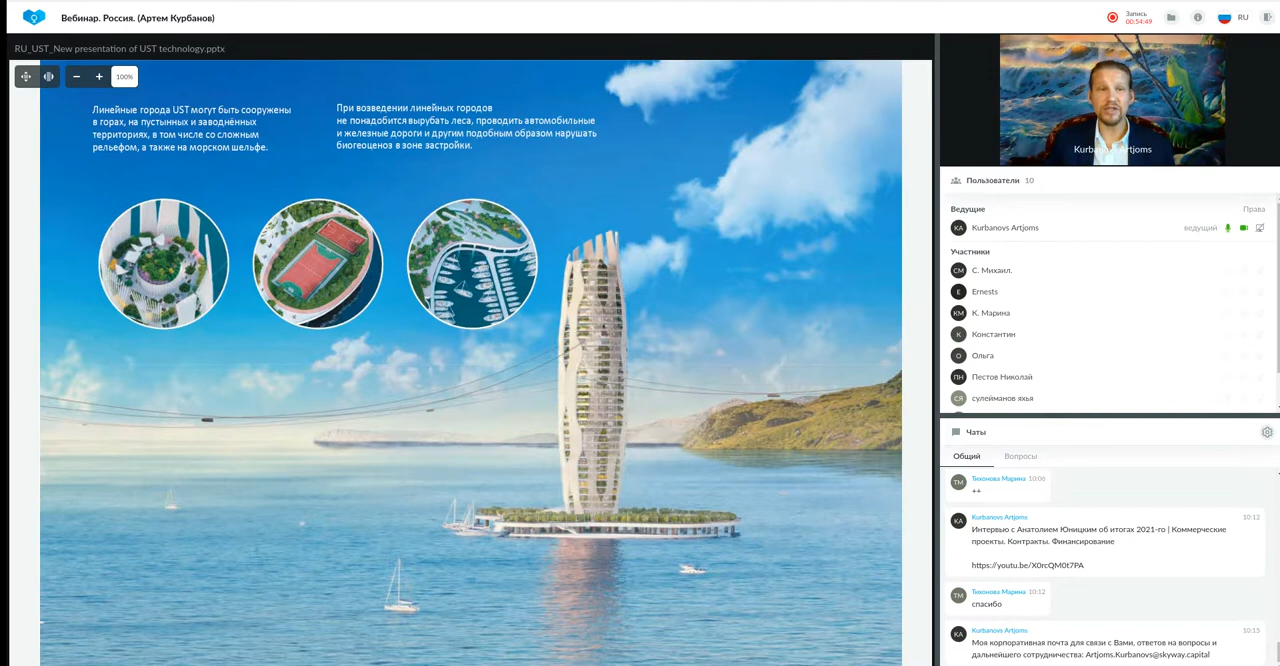 Вебинар. Россия. (Артем Курбанов)
Запись
00:54:49
RU
RU_UST_New presentation of UST technology.pptx
100%
Линейные города UST могут быть сооружены
в горах, на пустынных и заводнённых
территориях, в том числе со сложным
рельефом, а также на морском шельфе.
При возведении линейных городов
не понадобится вырубать леса, проводить автомобильные
и железные дороги и другим подобным образом нарушать
биогеоценоз в зоне застройки.
Kurbanovs Artjoms
Пользователи 10
Ведущие Права
KA Kurbanovs Artjoms ведущий
Участники
СМ С. Михаил.
E Ernests
КМ К. Марина
К Константин
О Ольга
ПН Пестов Николай
СЯ сулейманов яхья
Чаты
Общий Вопросы
ТМ Тихонова Марина 10:06
++
KA Kurbanovs Artjoms 10:12
Интервью с Анатолием Юницким об итогах 2021-го | Коммерческие
проекты. Контракты. Финансирование
https://youtu.be/X0rcQM0t7PA
ТМ Тихонова Марина 10:12
спасибо
KA Kurbanovs Artjoms 10:15
Моя корпоративная почта для связи с Вами, ответов на вопросы и
дальнейшего сотрудничества: Artjoms.Kurbanovs@skyway.capital